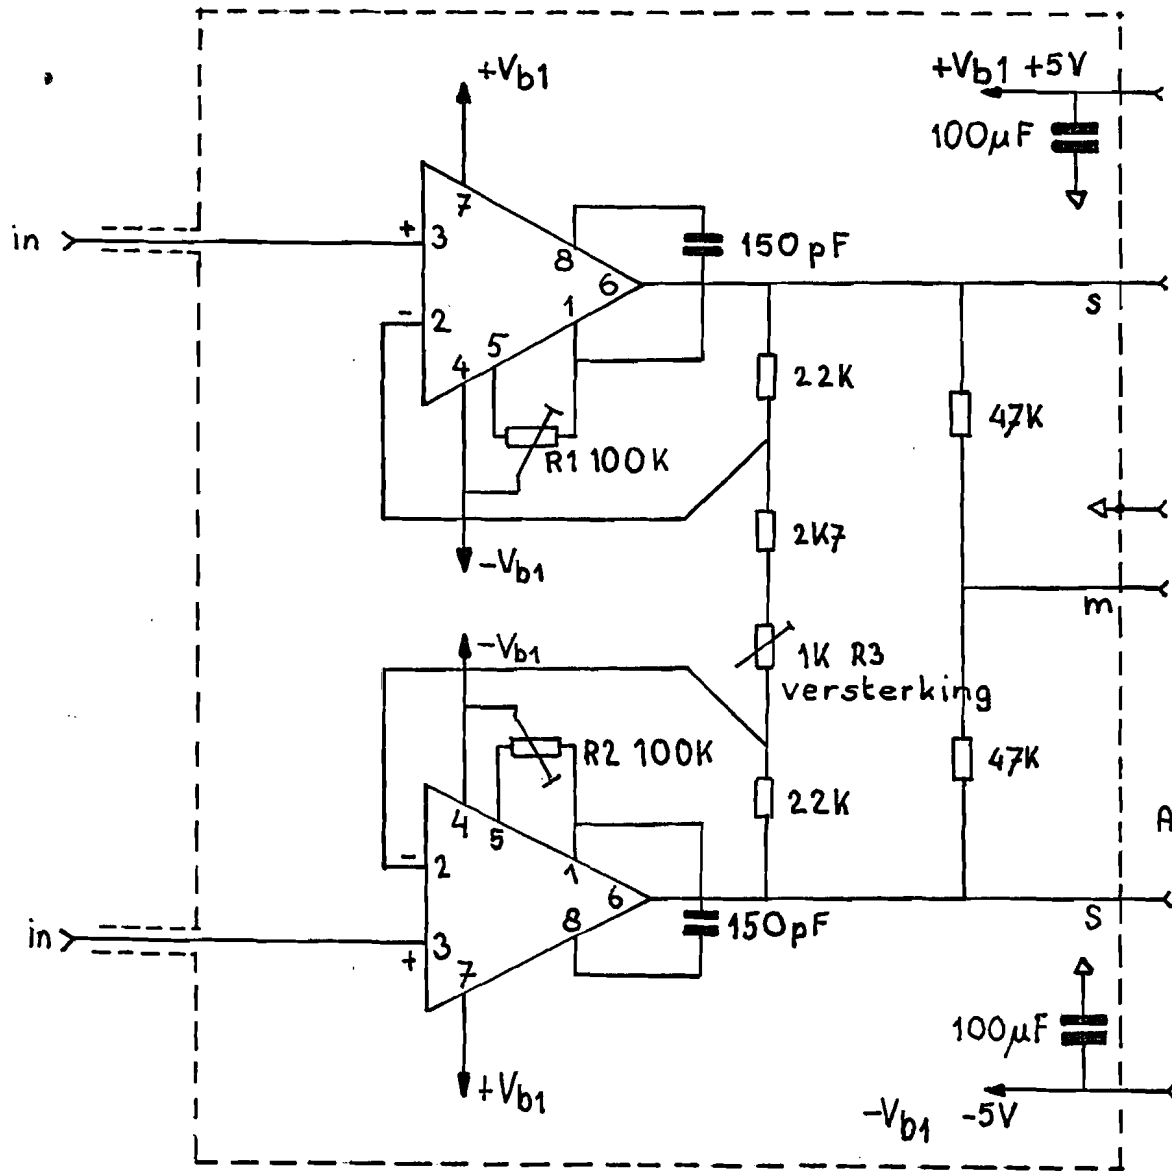 +Vb1
+Vb1 +5V
100µF
in
+
3
7
8
6
150pF
s
-
2
1
5
4
22K
47K
R1 100K
2K7
-Vb1
m
-Vb1
1K R3
versterking
R2 100K
47K
22K
4
5
A
-
2
1
6
S
in
3
8
150pF
+
7
100µF
+Vb1
-Vb1 -5V